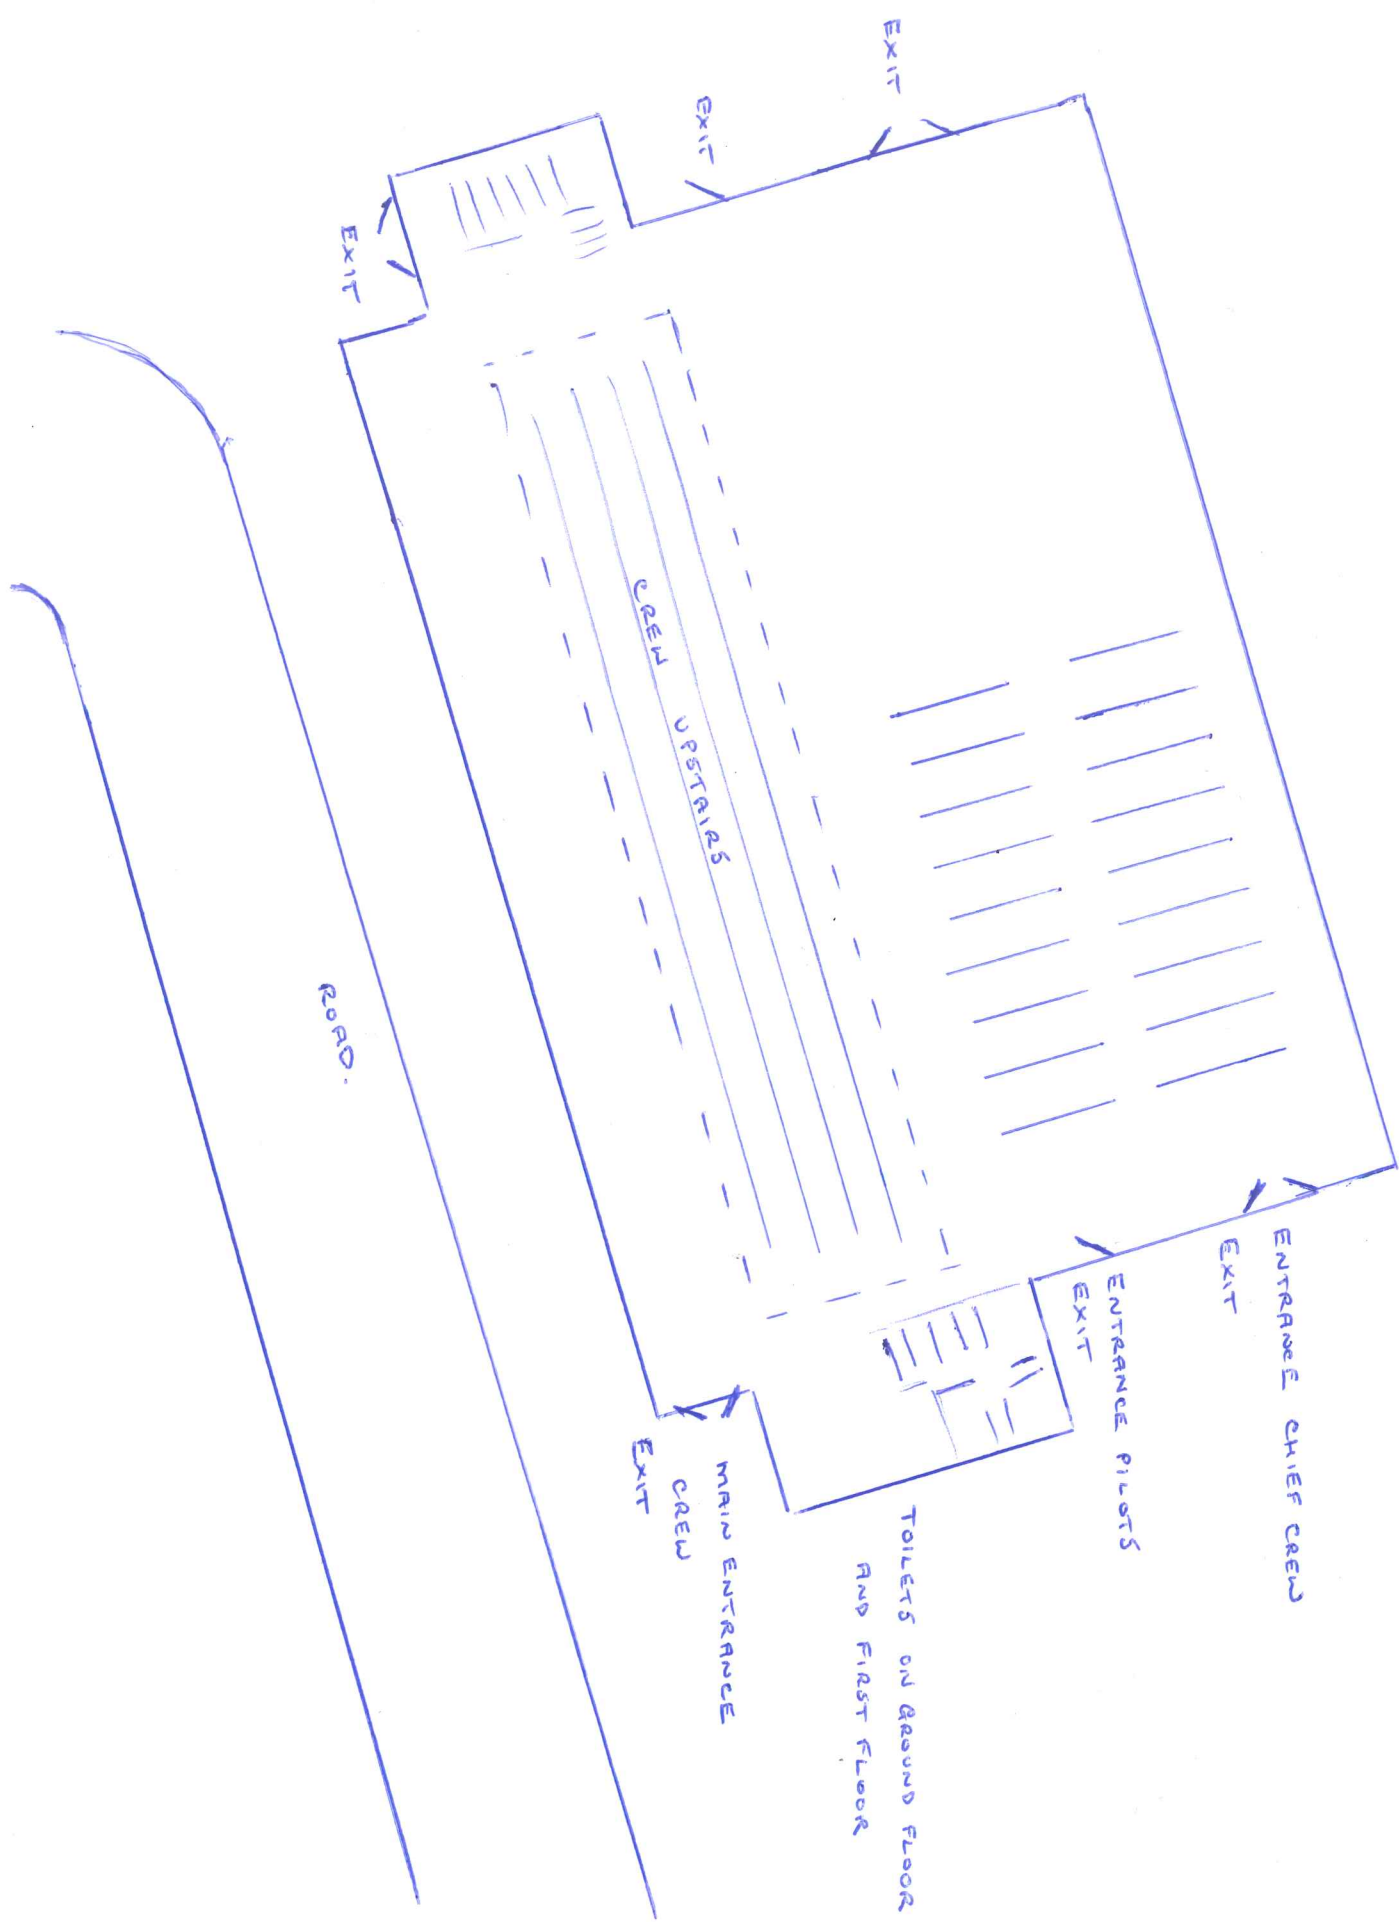 EXIT
EXIT
EXIT
ENTRANCE CHIEF CREW
EXIT
ENTRANCE PILOTS
EXIT
TOILETS ON GROUND FLOOR
AND FIRST FLOOR
MAIN ENTRANCE
CREW
EXIT
CREW UPSTAIRS
ROAD.